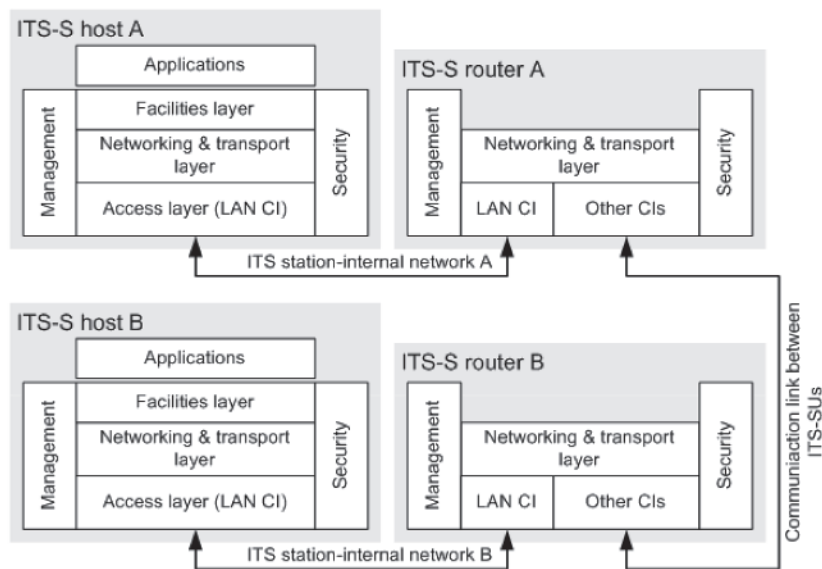 ITS-S host A
Applications
Management
Facilities layer
Networking & transport
layer
Access layer (LAN CI)
Security
ITS-S router A
Management
Networking & transport
layer
LAN CI
Other CIs
Security
ITS station-internal network A
ITS-S host B
Applications
Management
Facilities layer
Networking & transport
layer
Access layer (LAN CI)
Security
ITS-S router B
Management
Networking & transport
layer
LAN CI
Other CIs
Security
ITS station-internal network B
Communiaction link between
ITS-SUs